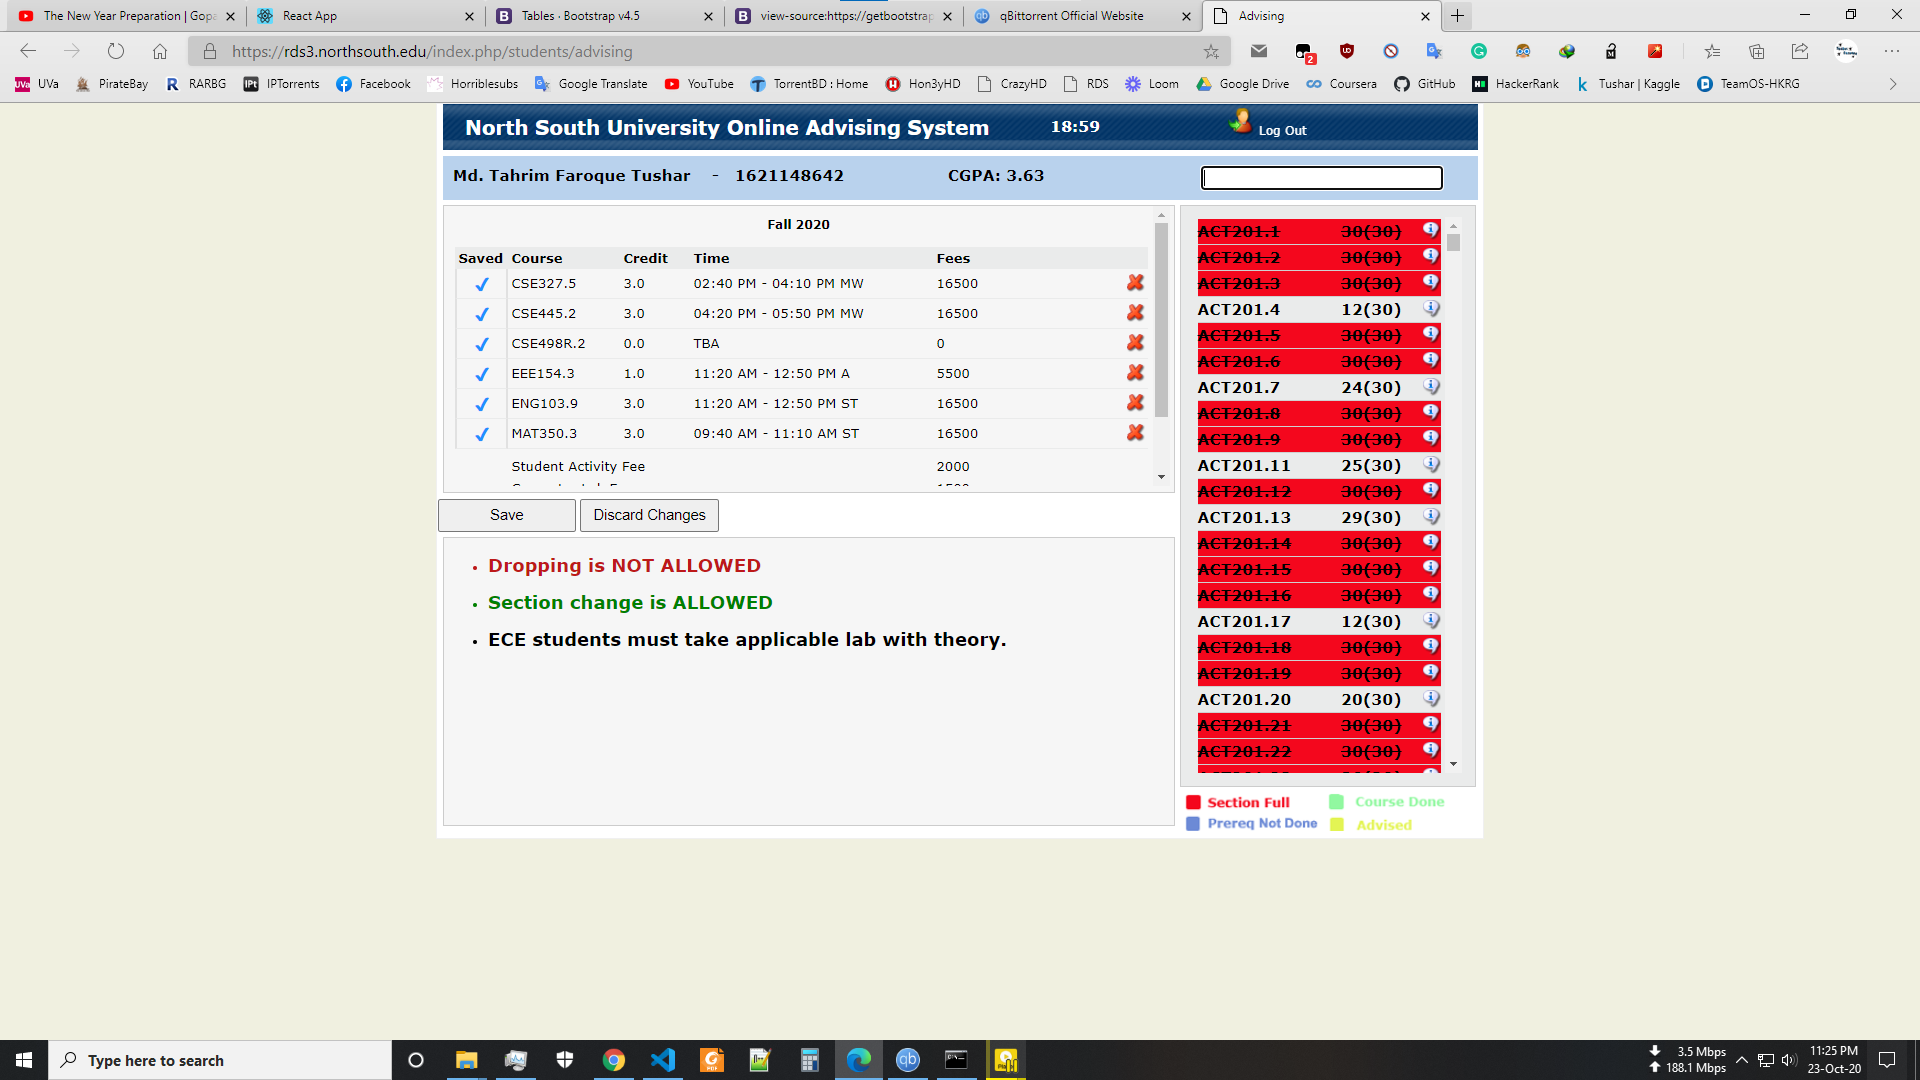 The New Year Preparation | Gopa
React App
Tables · Bootstrap v4.5
view-source:https://getbootstrap
qBittorrent Official Website
Advising
https://rds3.northsouth.edu/index.php/students/advising
2
UVa
PirateBay
RARBG
IPTorrents
Facebook
Horriblesubs
Google Translate
YouTube
TorrentBD : Home
Hon3yHD
CrazyHD
RDS
Loom
Google Drive
Coursera
GitHub
HackerRank
Tushar | Kaggle
TeamOS-HKRG
North South University Online Advising System 18:59 Log Out
Md. Tahrim Faroque Tushar - 1621148642 CGPA: 3.63
Fall 2020
Saved Course Credit Time Fees
CSE327.5 3.0 02:40 PM - 04:10 PM MW 16500
CSE445.2 3.0 04:20 PM - 05:50 PM MW 16500
CSE498R.2 0.0 TBA 0
EEE154.3 1.0 11:20 AM - 12:50 PM A 5500
ENG103.9 3.0 11:20 AM - 12:50 PM ST 16500
MAT350.3 3.0 09:40 AM - 11:10 AM ST 16500
Student Activity Fee 2000
Save
Discard Changes
• Dropping is NOT ALLOWED
• Section change is ALLOWED
• ECE students must take applicable lab with theory.
ACT201.1 30(30)
ACT201.2 30(30)
ACT201.3 30(30)
ACT201.4 12(30)
ACT201.5 30(30)
ACT201.6 30(30)
ACT201.7 24(30)
ACT201.8 30(30)
ACT201.9 30(30)
ACT201.11 25(30)
ACT201.12 30(30)
ACT201.13 29(30)
ACT201.14 30(30)
ACT201.15 30(30)
ACT201.16 30(30)
ACT201.17 12(30)
ACT201.18 30(30)
ACT201.19 30(30)
ACT201.20 20(30)
ACT201.21 30(30)
ACT201.22 30(30)
Section Full
Course Done
Prereq Not Done
Advised
Type here to search
3.5 Mbps
188.1 Mbps
11:25 PM
23-Oct-20